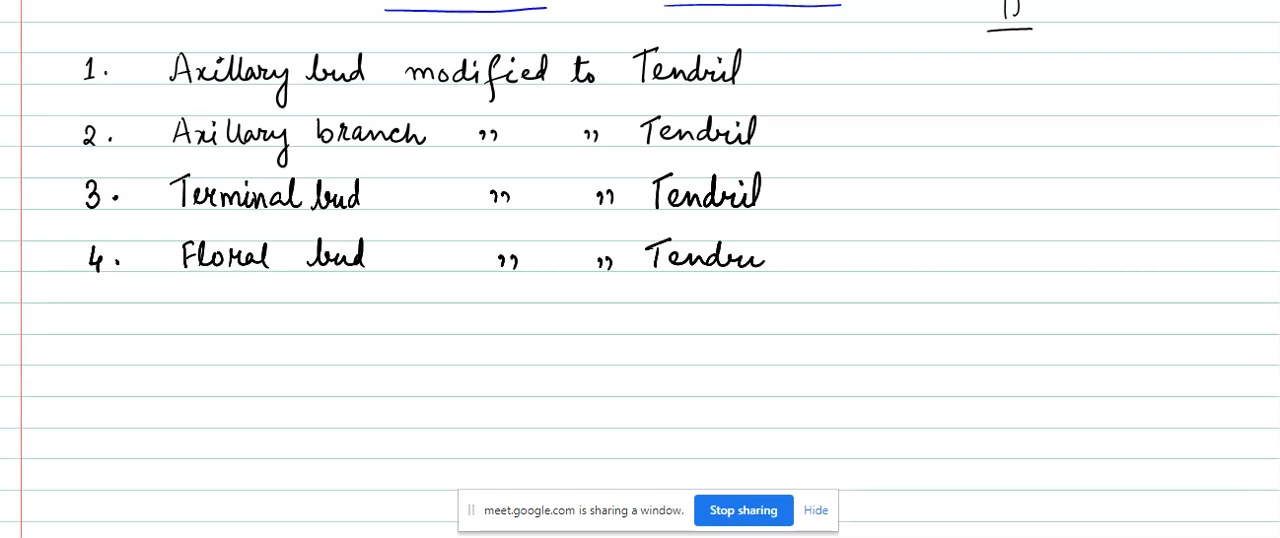 1. Axillary bud modified to Tendril
2. Axillary branch ,, ,, Tendril
3. Terminal bud ,, ,, Tendril
4. Floral bud ,, ,, Tendru
meet.google.com is sharing a window. Stop sharing Hide